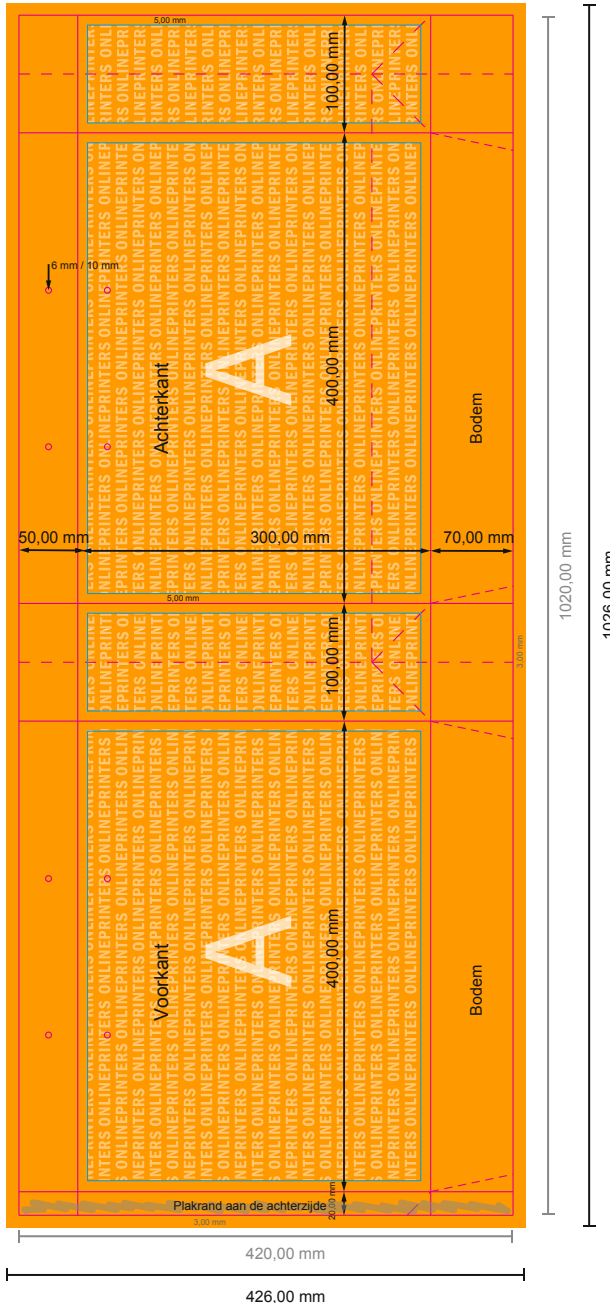 5,00 mm
100,00 mm
6 mm / 10 mm
Achterkant
A
400,00 mm
Bodem
50,00 mm
300,00 mm
70,00 mm
5,00 mm
100,00 mm
3,00 mm
1020,00 mm
1026,00 mm
Voorkant
A
400,00 mm
Bodem
Plakrand aan de achterzijde
20,00 mm
3,00 mm
420,00 mm
426,00 mm
ONLINEPRINTERS ONLINEPRINTERS ONLINEPRINTERS